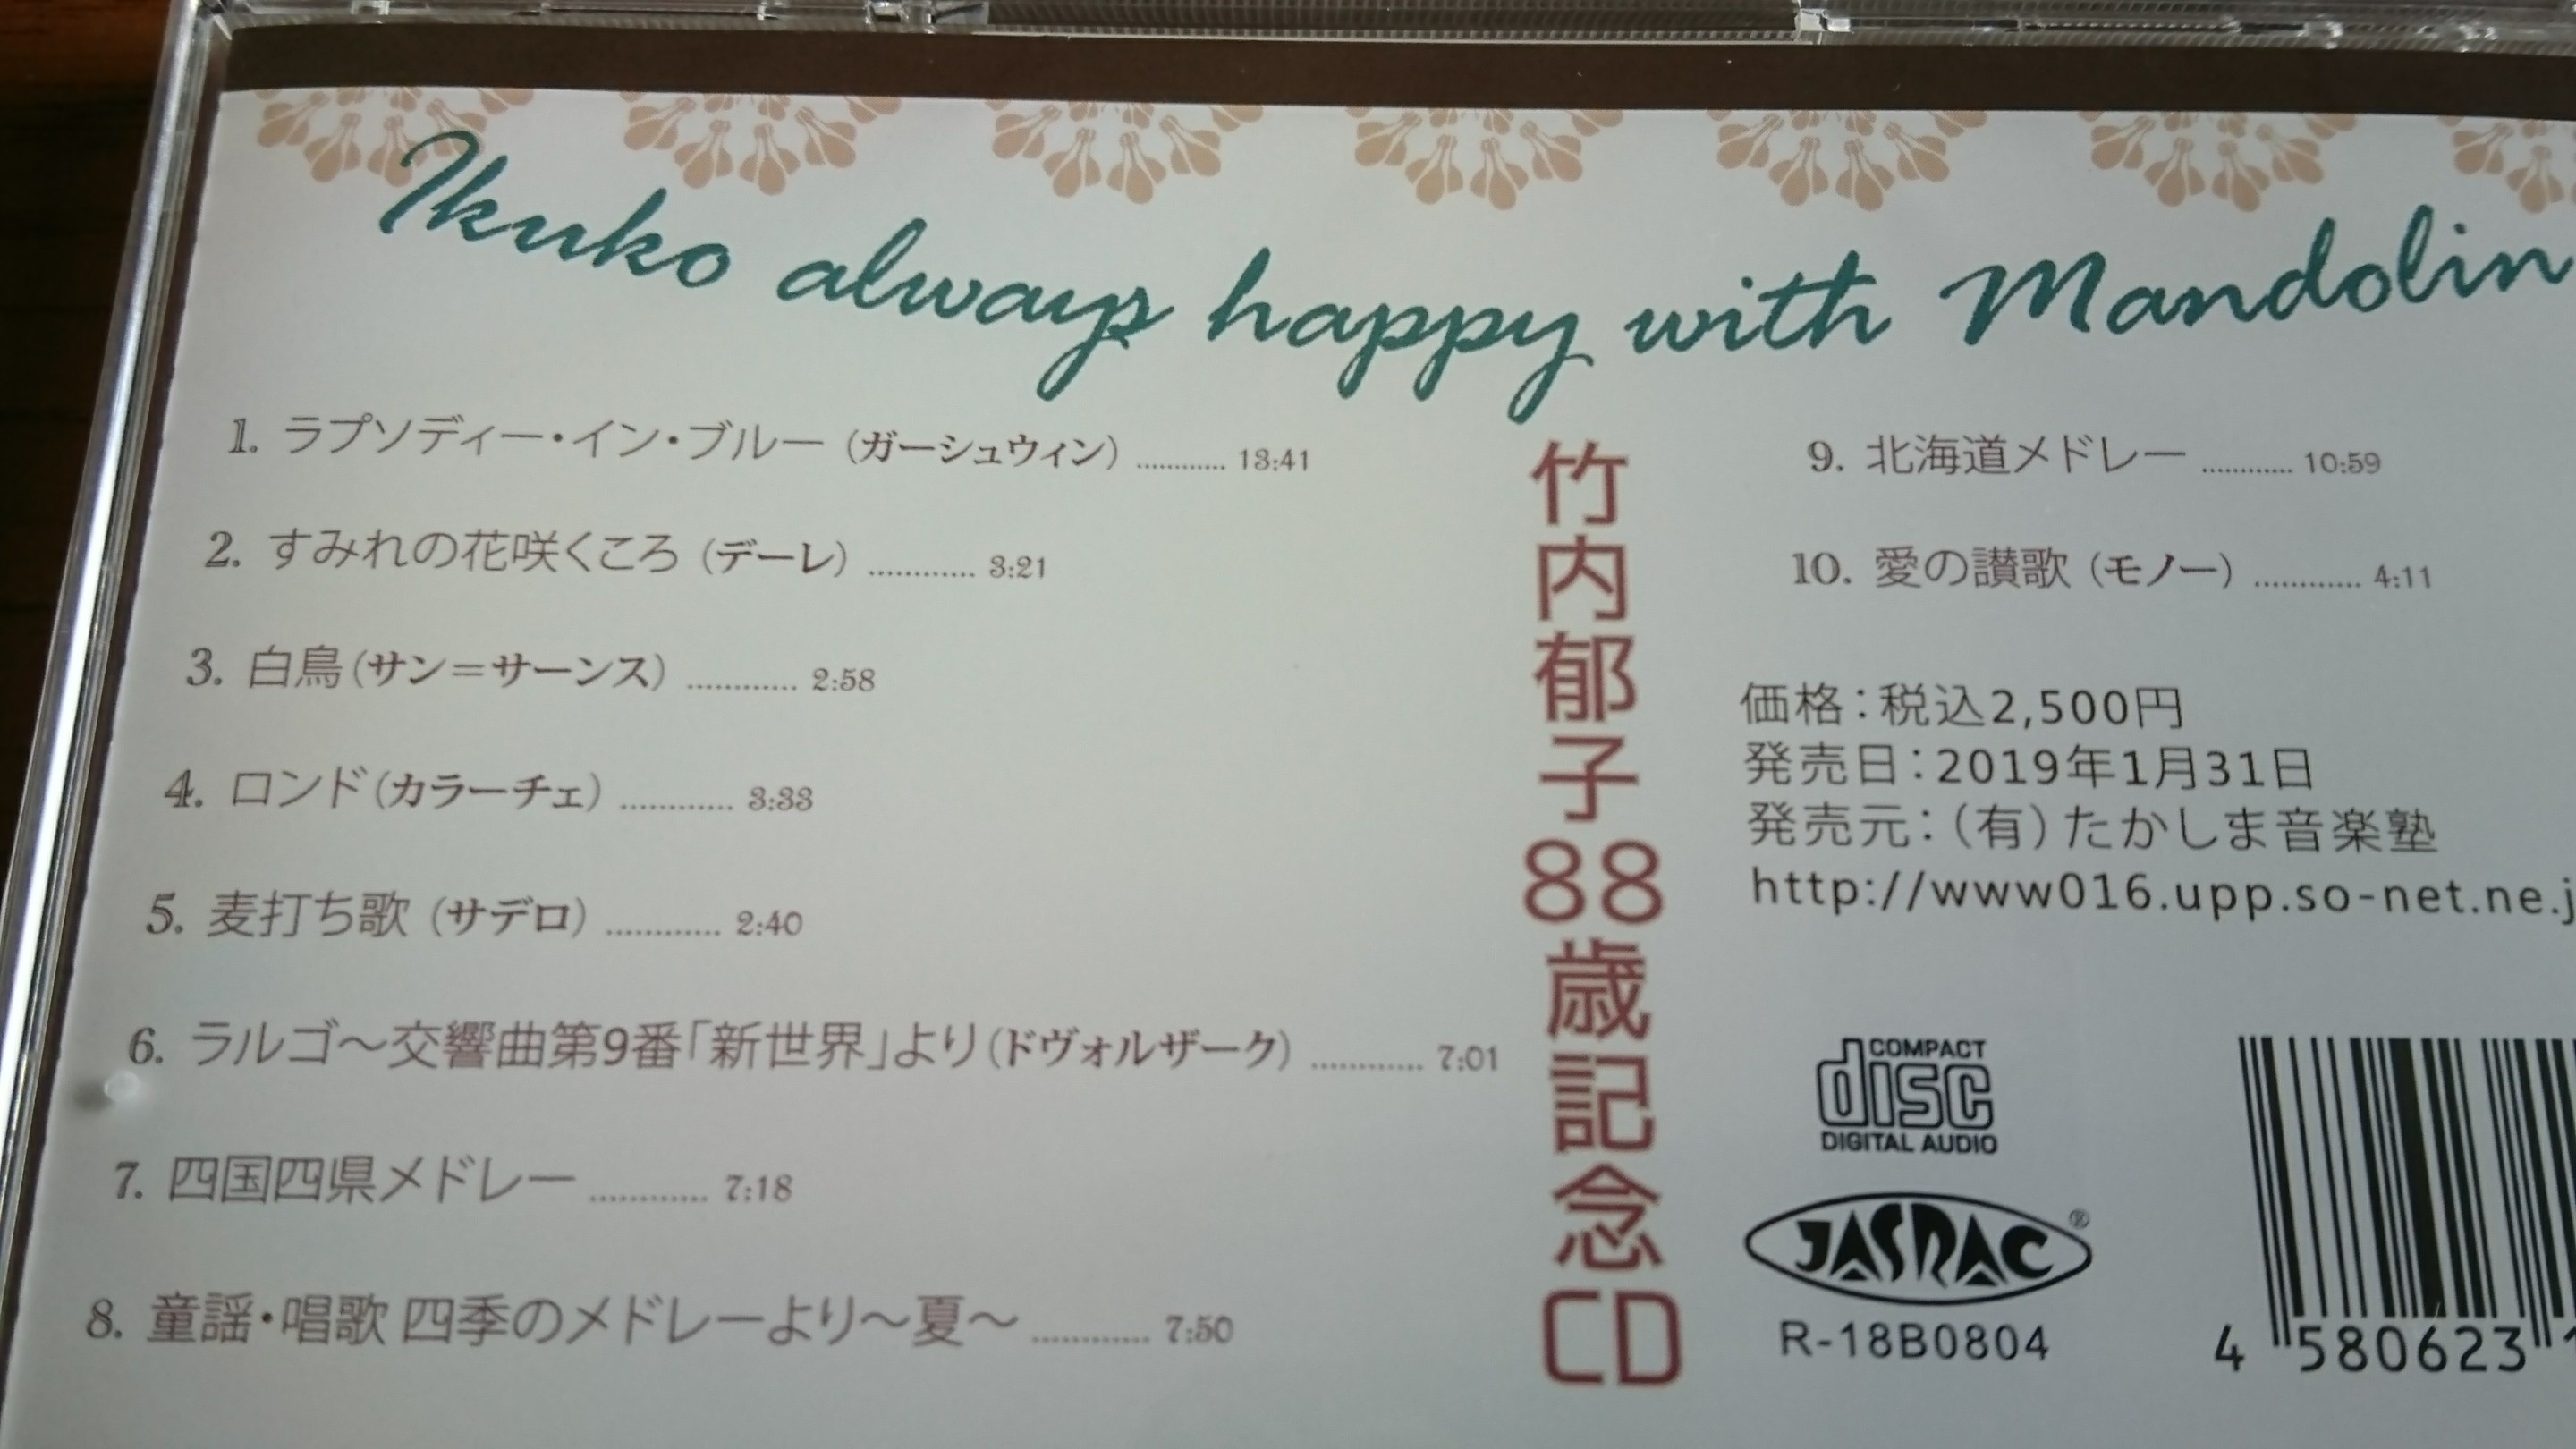 Ikuko always happy with Mandolin
1. ラプソディー・イン・ブルー（ガーシュウィン）............ 13:41
2. すみれの花咲くころ（デーレ）............ 3:21
3. 白鳥（サン＝サーンス）............ 2:58
4. ロンド（カラーチェ）............ 3:33
5. 麦打ち歌（サデロ）............ 2:40
6. ラルゴ〜交響曲第9番「新世界」より（ドヴォルザーク）............ 7:01
7. 四国四県メドレー ............ 7:18
8. 童謡・唱歌 四季のメドレーより〜夏〜 ............ 7:50
竹内郁子88歳記念CD
9. 北海道メドレー ............ 10:59
10. 愛の讃歌（モノー）............ 4:11
価格：税込2,500円
発売日：2019年1月31日
発売元：（有）たかしま音楽塾
http://www016.upp.so-net.ne.j
COMPACT
disc
DIGITAL AUDIO
JASRAC®
R-18B0804
4 580623